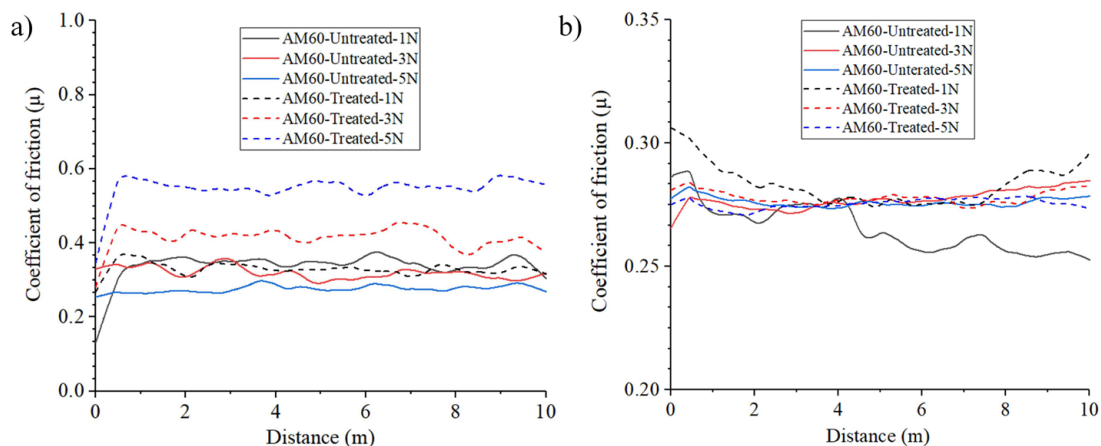 a)
Coefficient of friction (μ)
1.0
0.8
0.6
0.4
0.2
0.0
AM60-Untreated-1N
AM60-Untreated-3N
AM60-Untreated-5N
AM60-Treated-1N
AM60-Treated-3N
AM60-Treated-5N
0 2 4 6 8 10
Distance (m)
b)
Coefficient of friction (μ)
0.35
0.30
0.25
0.20
AM60-Untreated-1N
AM60-Untreated-3N
AM60-Unterated-5N
AM60-Treated-1N
AM60-Treated-3N
AM60-Treated-5N
0 2 4 6 8 10
Distance (m)